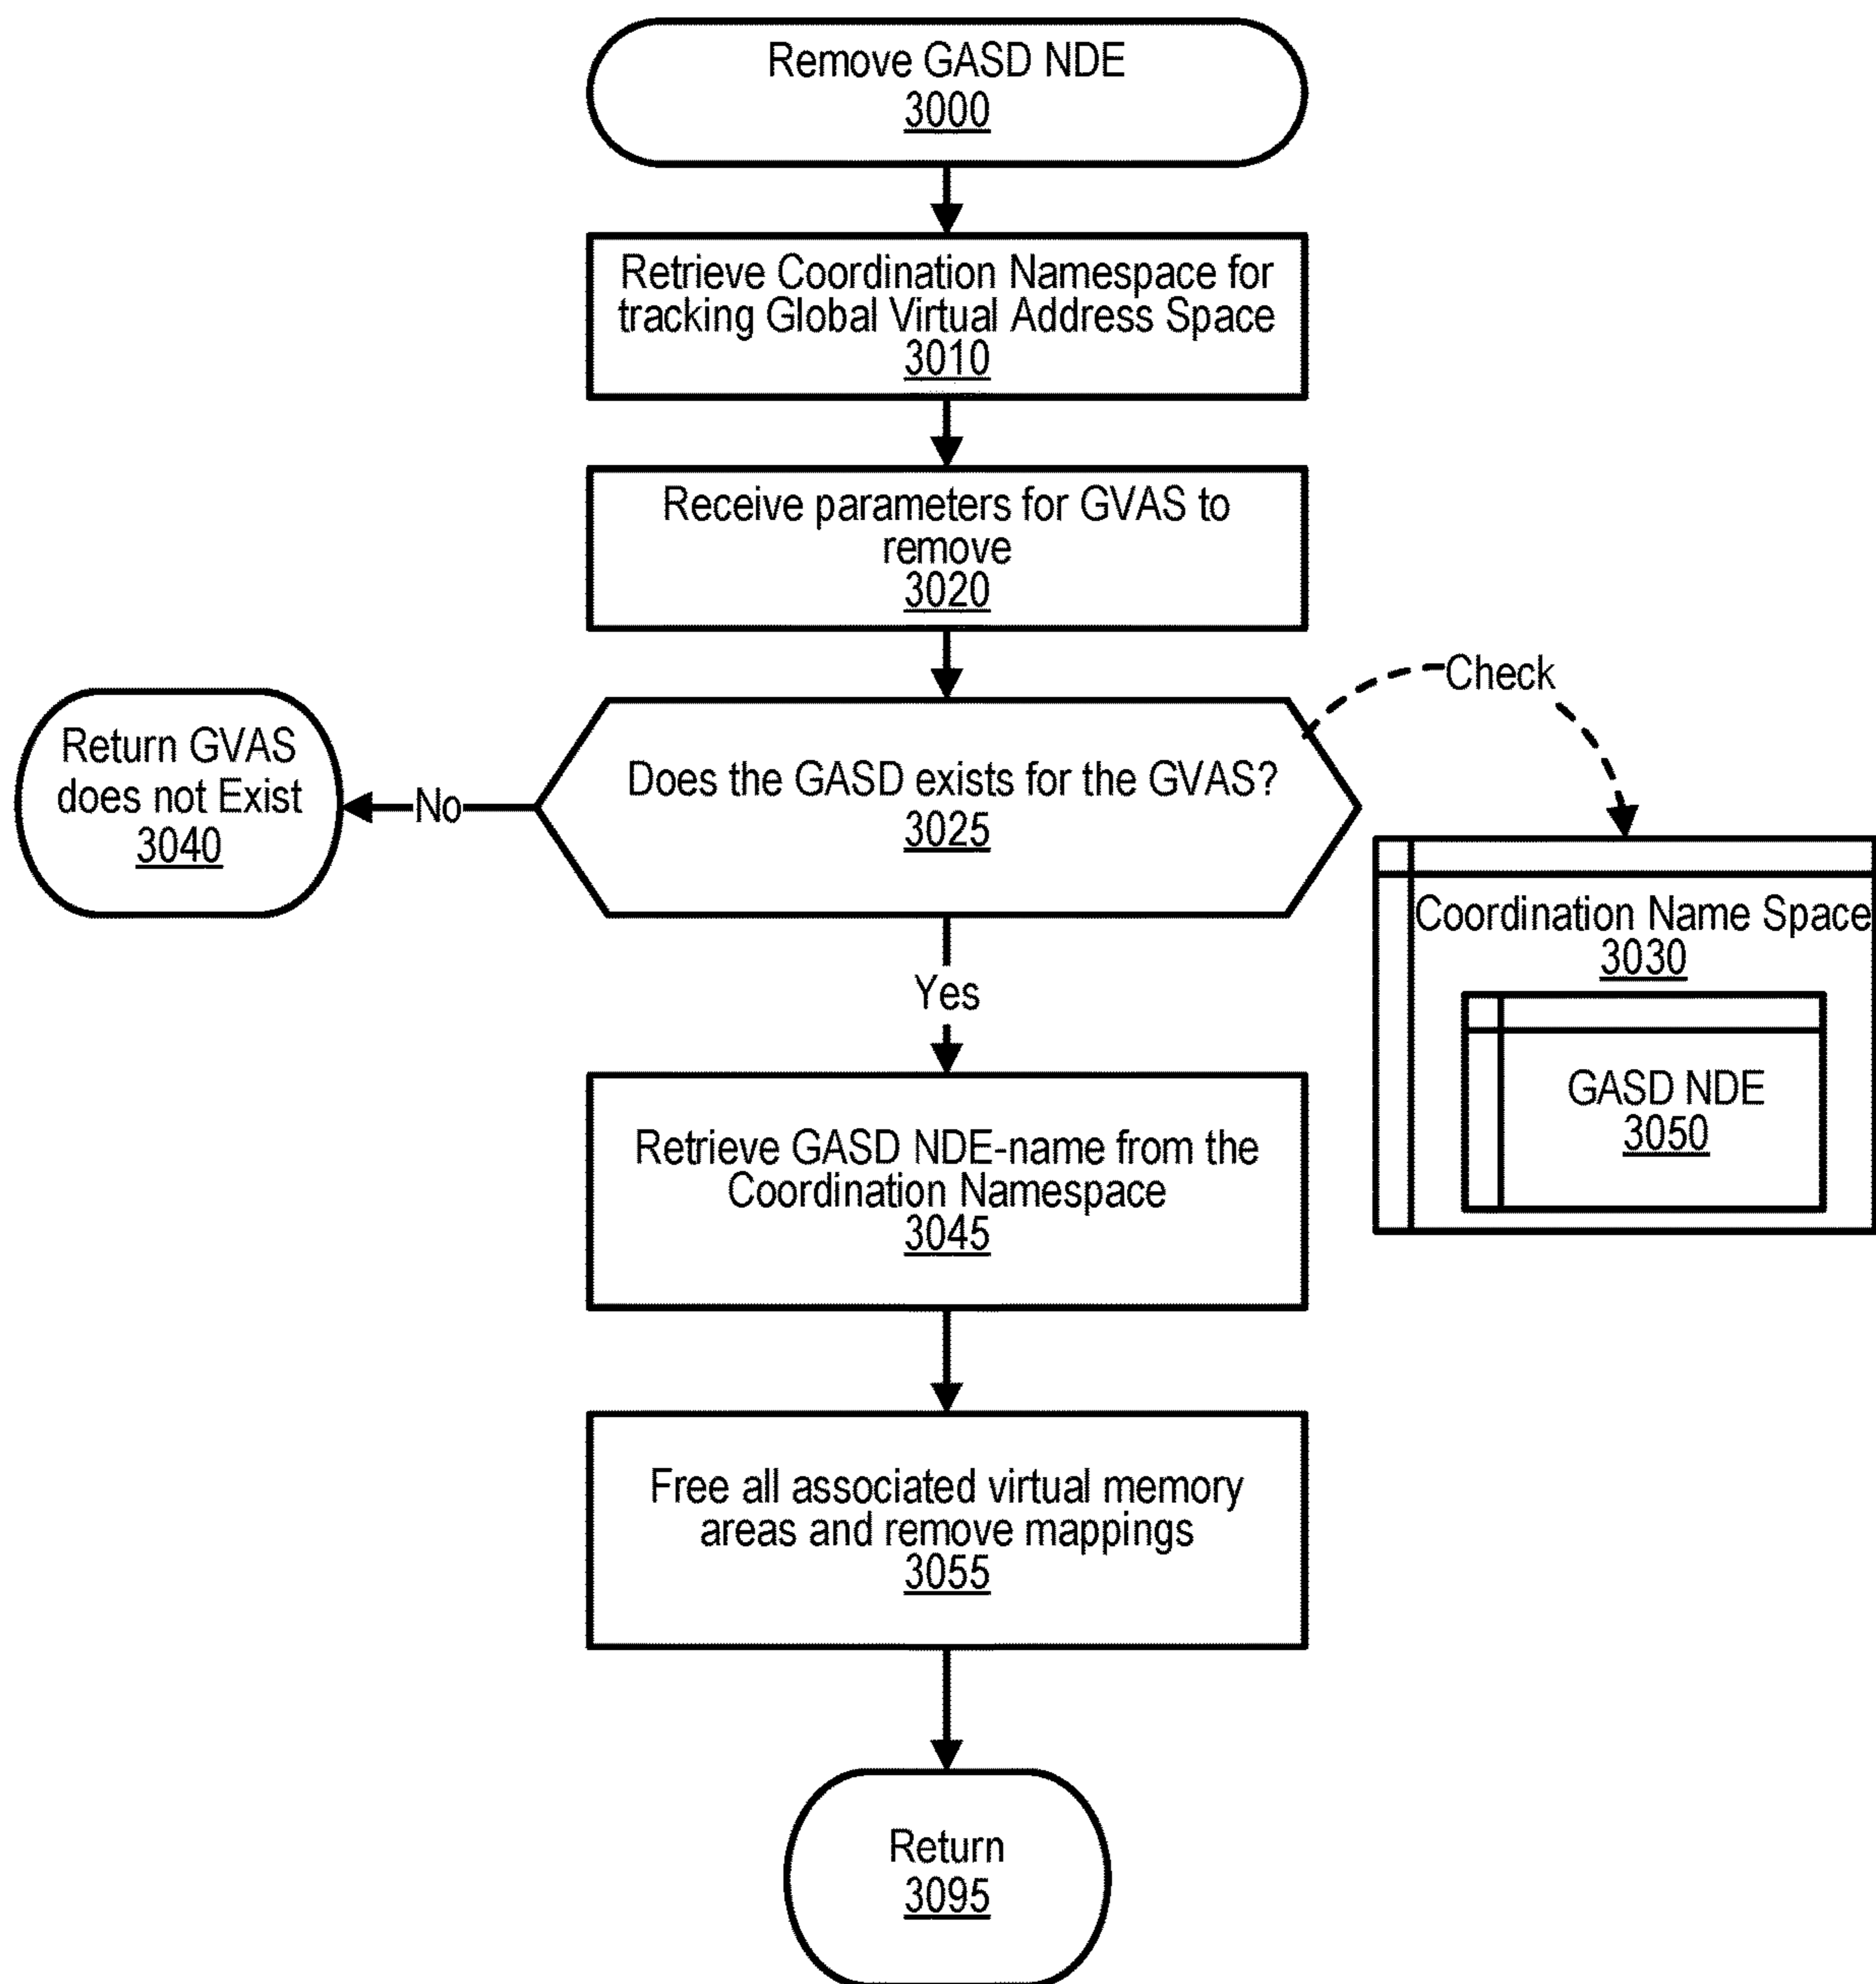 Remove GASD NDE
3000
Retrieve Coordination Namespace for
tracking Global Virtual Address Space
3010
Receive parameters for GVAS to
remove
3020
Check
Return GVAS
does not Exist
3040
No
Does the GASD exists for the GVAS?
3025
Coordination Name Space
3030
GASD NDE
3050
Yes
Retrieve GASD NDE-name from the
Coordination Namespace
3045
Free all associated virtual memory
areas and remove mappings
3055
Return
3095